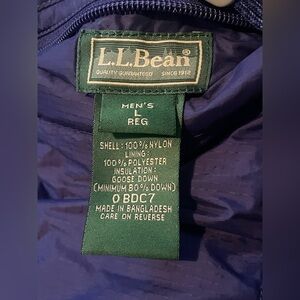 L.L.Bean
QUALITY GUARANTEED SINCE 1912
MEN'S
L
REG
SHELL: 100% NYLON
LINING:
100% POLYESTER
INSULATION:
GOOSE DOWN
(MINIMUM 80% DOWN)
0 BDC7
MADE IN BANGLADESH
CARE ON REVERSE